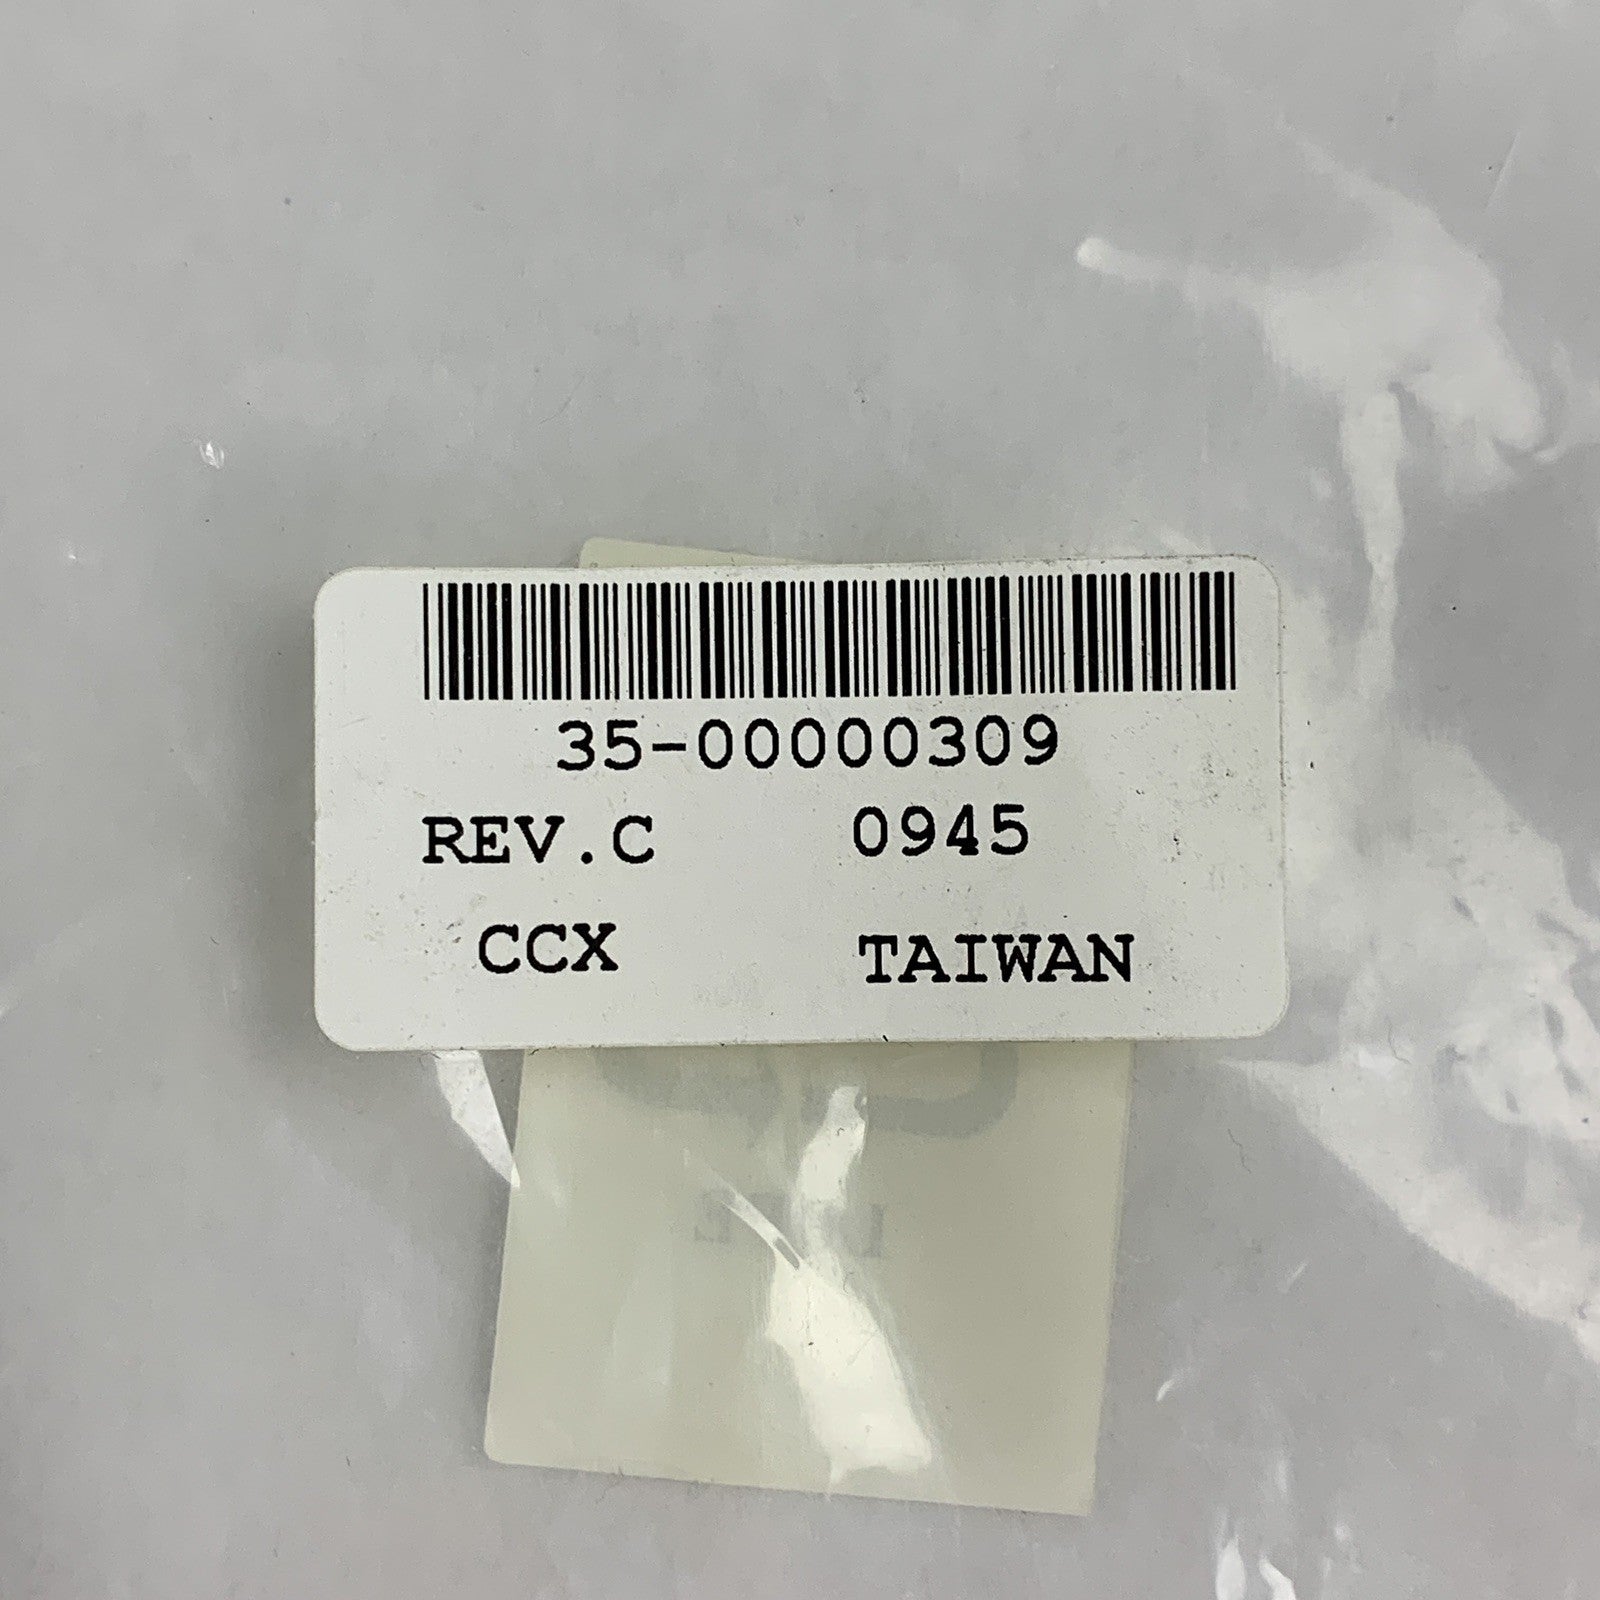 35-00000309
REV.C 0945
CCX TAIWAN